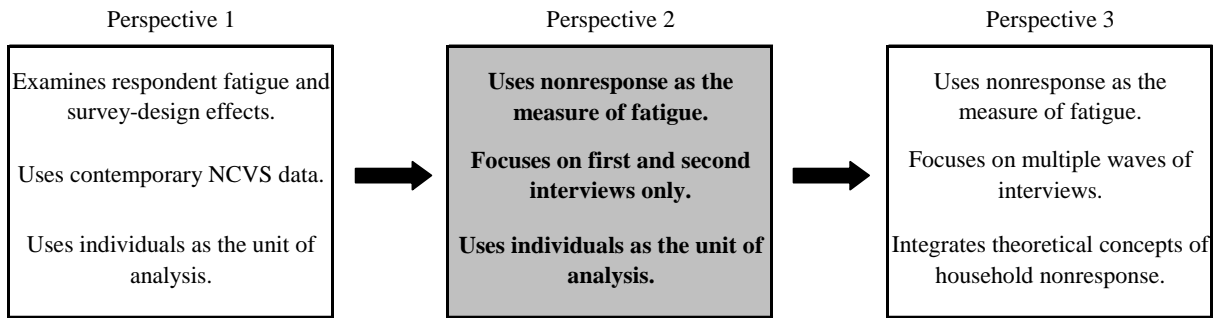 Perspective 1
Perspective 2
Perspective 3
Examines respondent fatigue and
survey-design effects.
Uses contemporary NCVS data.
Uses individuals as the unit of
analysis.
Uses nonresponse as the
measure of fatigue.
Focuses on first and second
interviews only.
Uses individuals as the unit of
analysis.
Uses nonresponse as the
measure of fatigue.
Focuses on multiple waves of
interviews.
Integrates theoretical concepts of
household nonresponse.